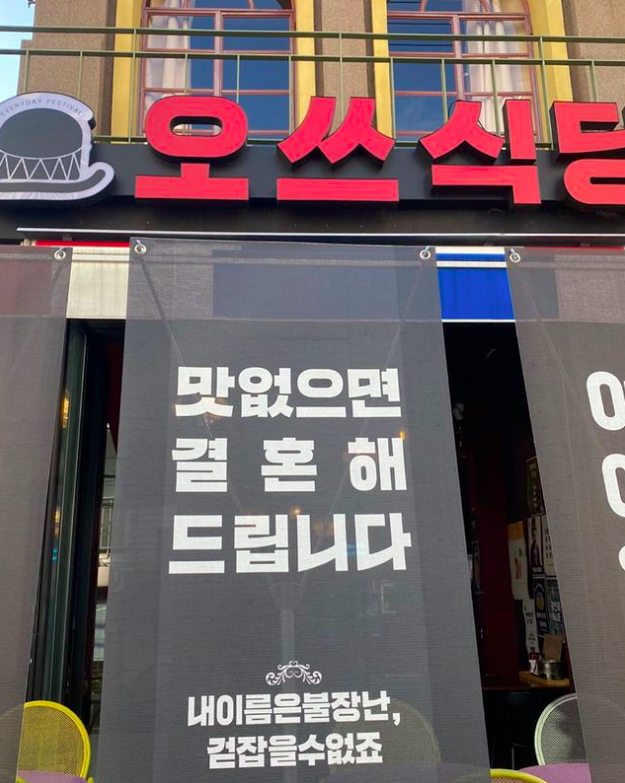 EVERYDAY FESTIVAL
오쓰식당
맛없으면
결 혼 해
드립니다
내이름은불장난,
걷잡을수없죠